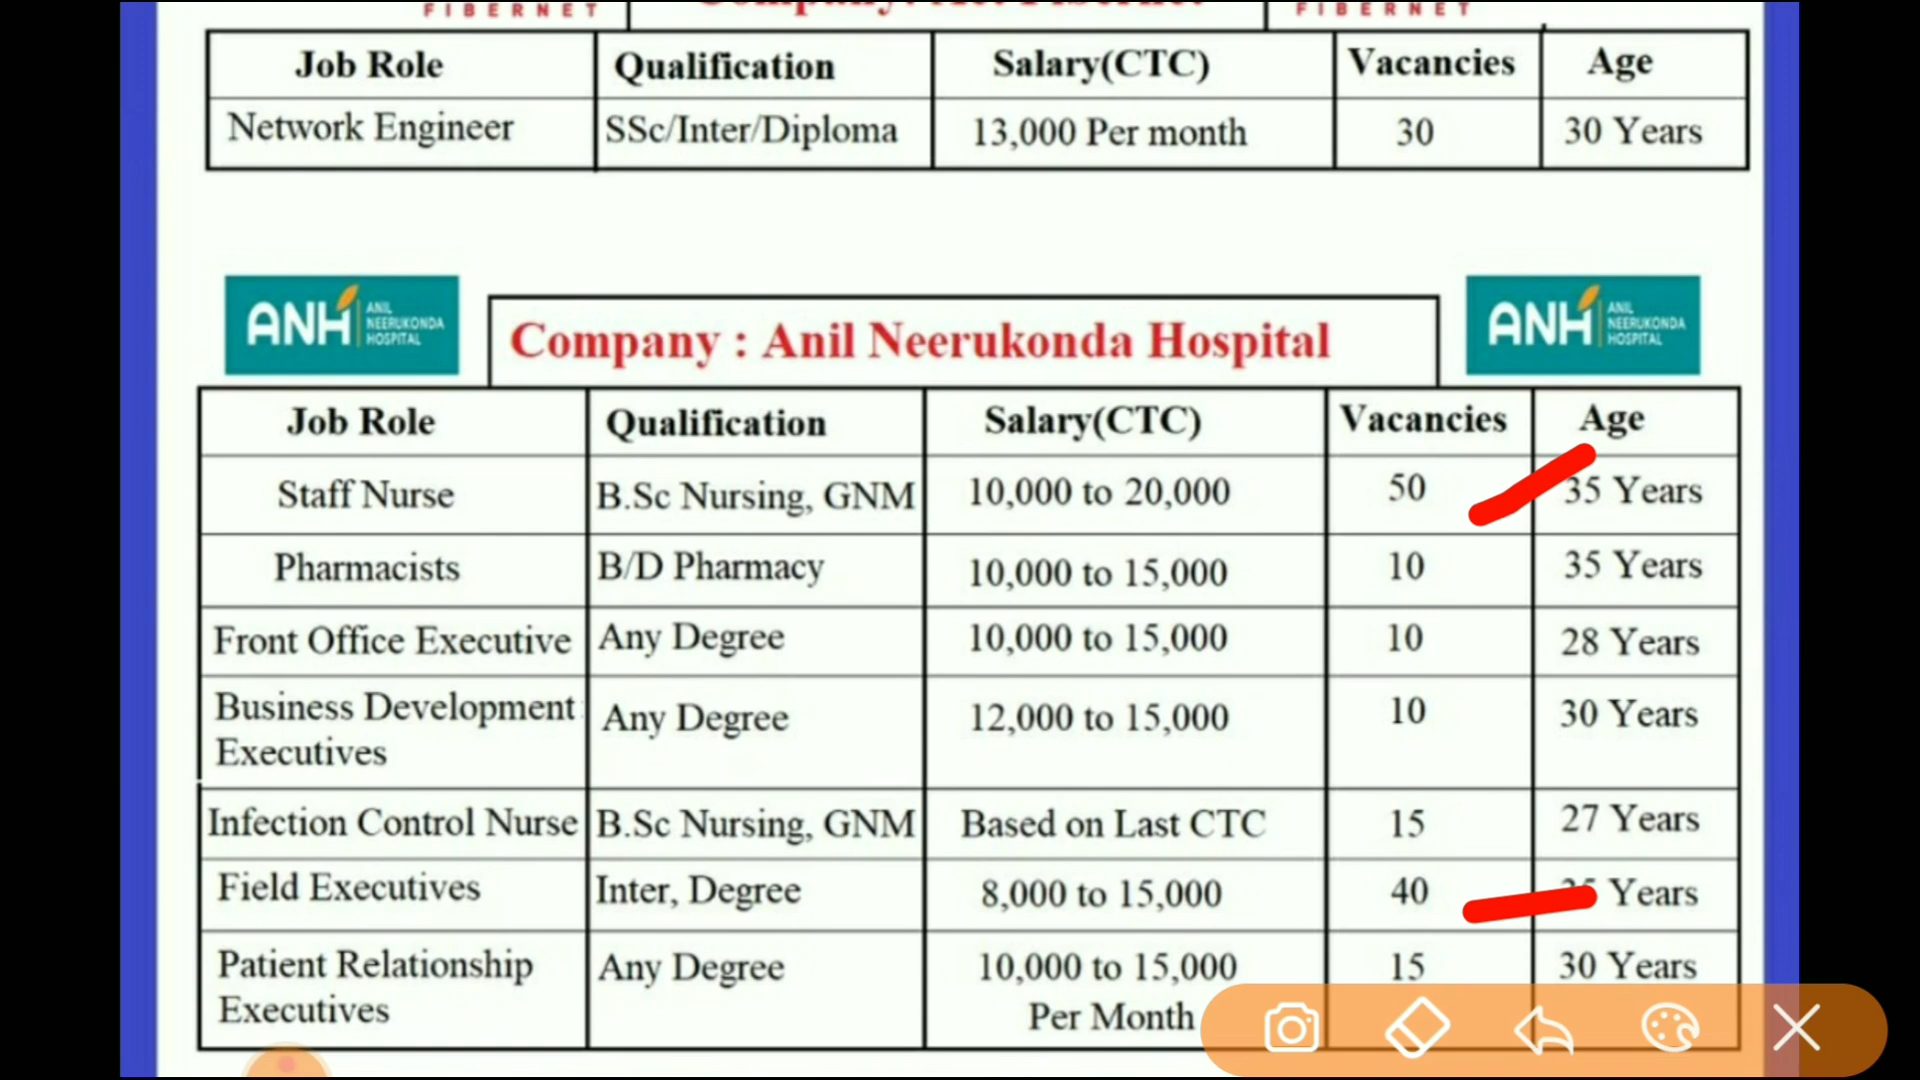 FIBERNET FIBERNET
Job Role Qualification Salary(CTC) Vacancies Age
Network Engineer SSc/Inter/Diploma 13,000 Per month 30 30 Years
ANH ANIL NEERUKONDA HOSPITAL
Company : Anil Neerukonda Hospital
ANH ANIL NEERUKONDA HOSPITAL
Job Role Qualification Salary(CTC) Vacancies Age
Staff Nurse B.Sc Nursing, GNM 10,000 to 20,000 50 35 Years
Pharmacists B/D Pharmacy 10,000 to 15,000 10 35 Years
Front Office Executive Any Degree 10,000 to 15,000 10 28 Years
Business Development Executives Any Degree 12,000 to 15,000 10 30 Years
Infection Control Nurse B.Sc Nursing, GNM Based on Last CTC 15 27 Years
Field Executives Inter, Degree 8,000 to 15,000 40 Years
Patient Relationship Executives Any Degree 10,000 to 15,000 Per Month 15 30 Years